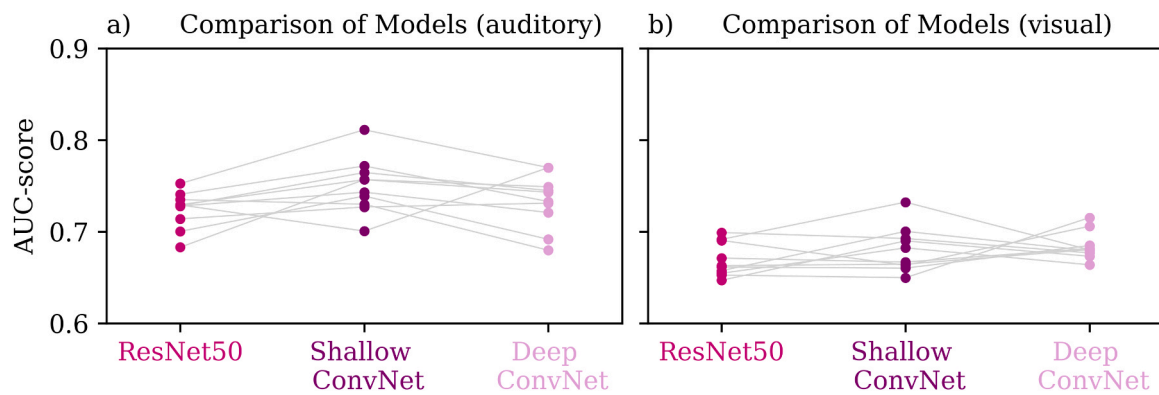 a) Comparison of Models (auditory)
b) Comparison of Models (visual)
AUC-score
0.9
0.8
0.7
0.6
ResNet50
Shallow
ConvNet
Deep
ConvNet
ResNet50
Shallow
ConvNet
Deep
ConvNet